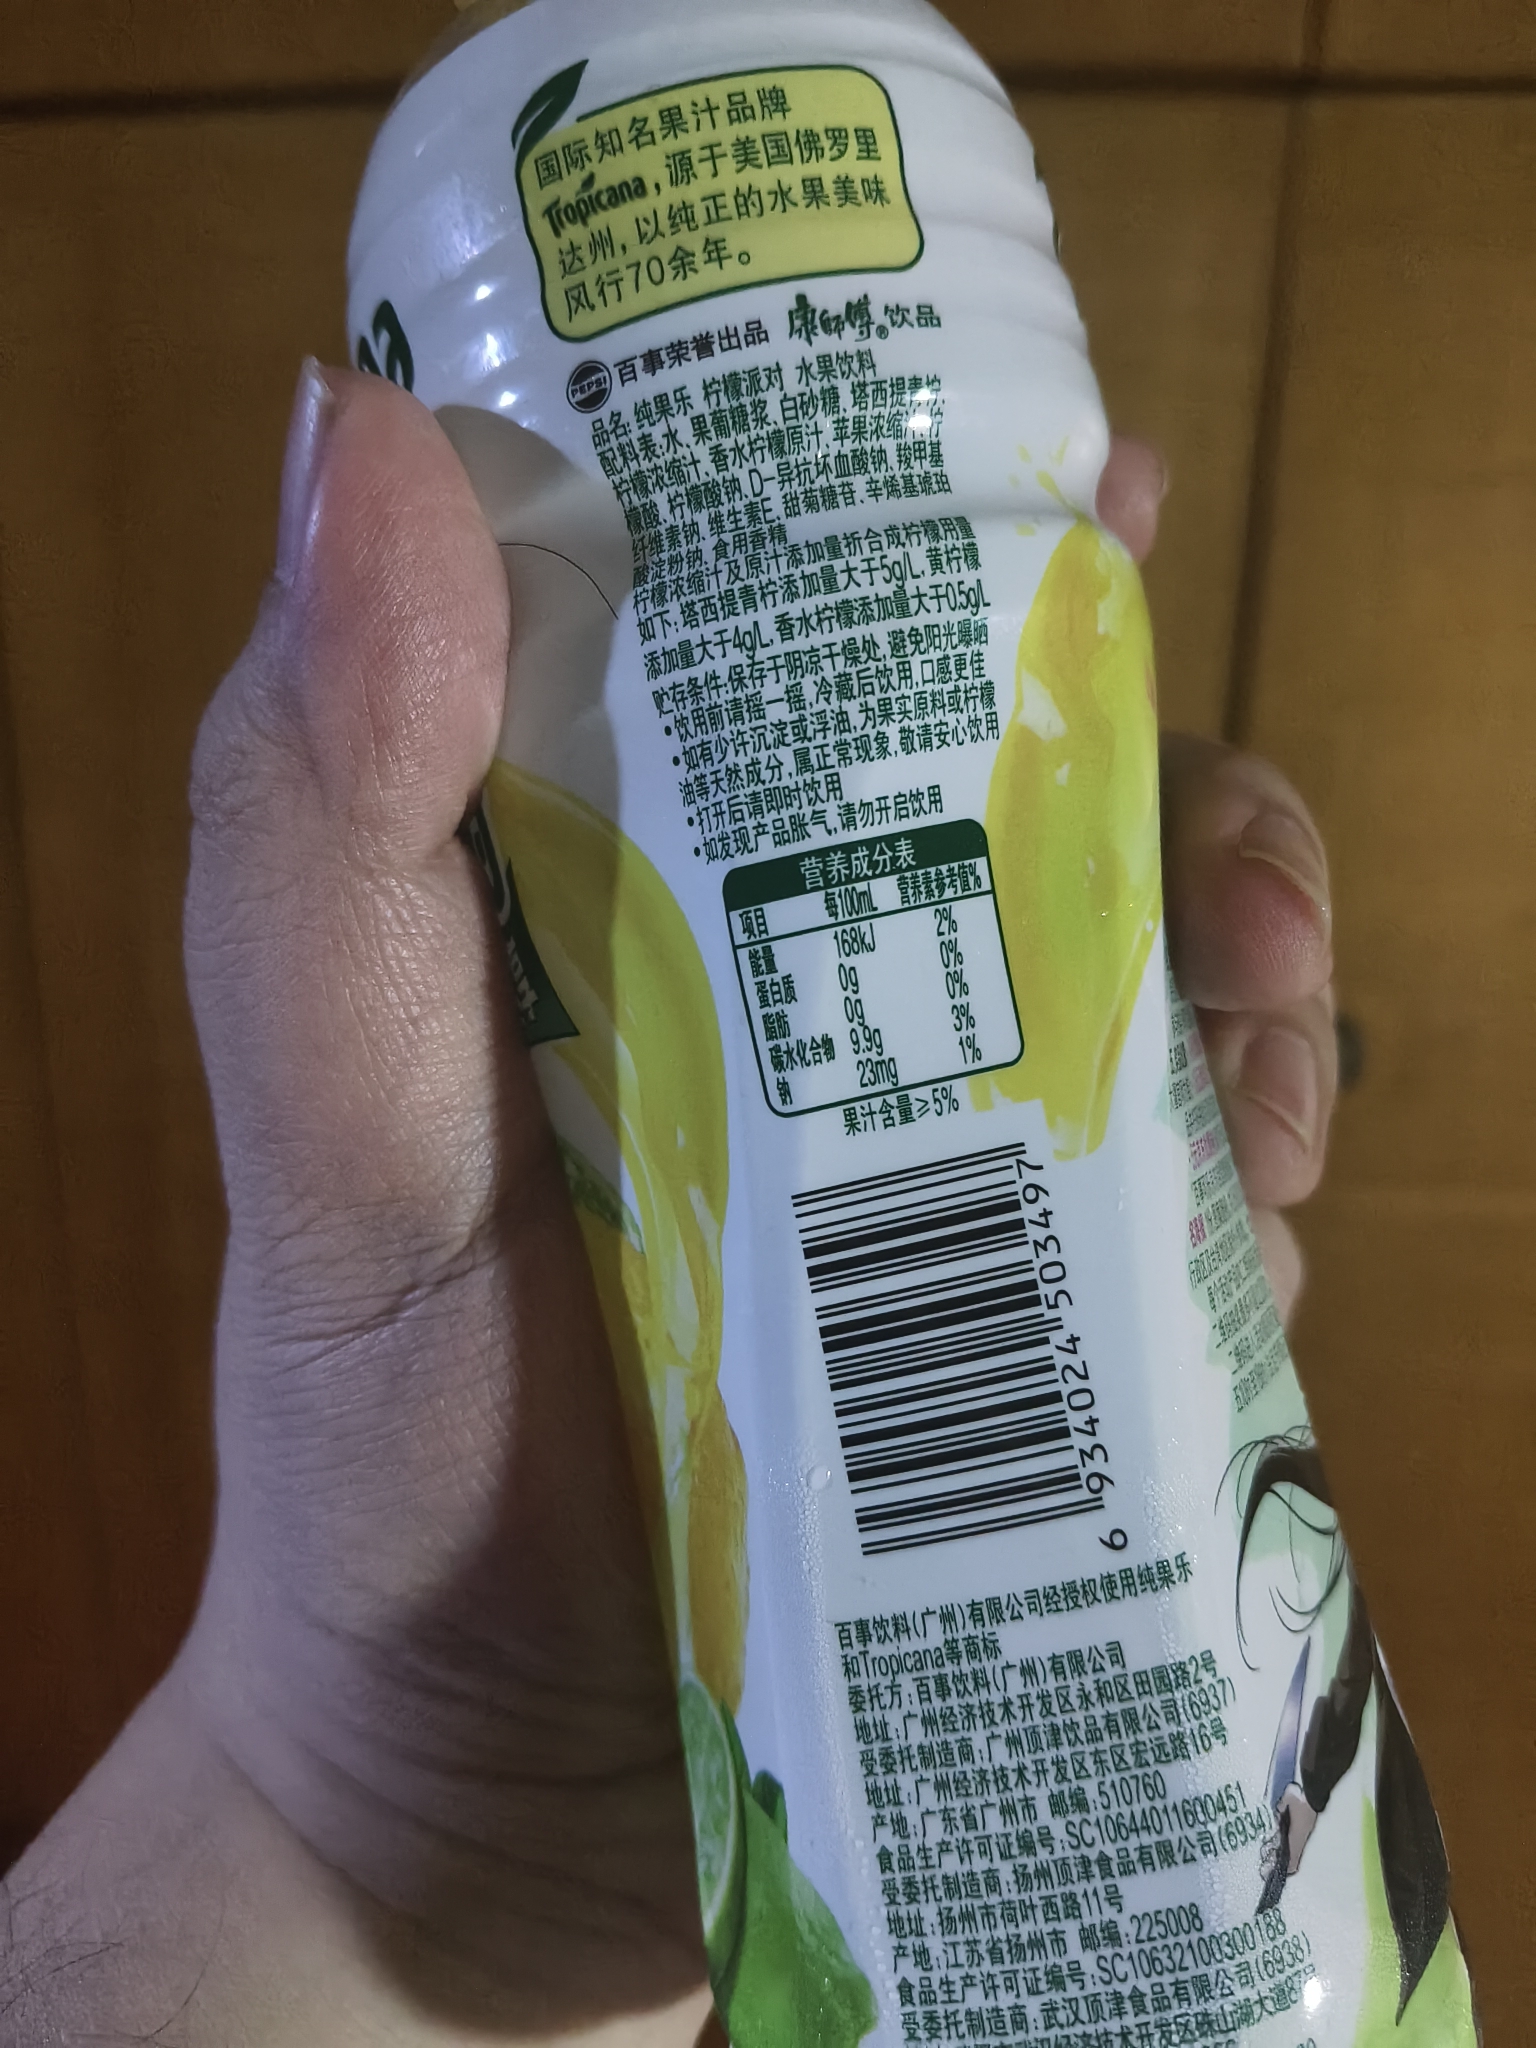 国际知名果汁品牌
Tropicana，源于美国佛罗里
达州，以纯正的水果美味
风行70余年。
PEPSI 百事荣誉出品 康師傅®饮品
品名：纯果乐 柠檬派对 水果饮料
配料表：水、果葡糖浆、白砂糖、塔西提青柠
柠檬浓缩汁、香水柠檬原汁、苹果浓缩汁、柠
檬酸、柠檬酸钠、D-异抗坏血酸钠、羧甲基
纤维素钠、维生素E、甜菊糖苷、辛烯基琥珀
酸淀粉钠、食用香精
柠檬浓缩汁及原汁添加量折合成柠檬用量
如下：塔西提青柠添加量大于5g/L，黄柠檬
添加量大于4g/L，香水柠檬添加量大于0.5g/L
贮存条件：保存于阴凉干燥处，避免阳光曝晒
•饮用前请摇一摇，冷藏后饮用，口感更佳
•如有少许沉淀或浮油，为果实原料或柠檬
油等天然成分，属正常现象，敬请安心饮用
•打开后请即时饮用
•如发现产品胀气，请勿开启饮用
营养成分表
项目 每100mL 营养素参考值%
能量 168kJ 2%
蛋白质 0g 0%
脂肪 0g 0%
碳水化合物 9.9g 3%
钠 23mg 1%
果汁含量≥5%
6 934024 503497
百事饮料(广州)有限公司经授权使用纯果乐
和Tropicana等商标
委托方：百事饮料(广州)有限公司
地址：广州经济技术开发区永和区田园路2号
受委托制造商：广州顶津饮品有限公司(6937)
地址：广州经济技术开发区东区宏远路16号
产地：广东省广州市 邮编：510760
食品生产许可证编号：SC10644011600451
受委托制造商：扬州顶津食品有限公司(6934)
地址：扬州市荷叶西路11号
产地：江苏省扬州市 邮编：225008
食品生产许可证编号：SC10632100300188
受委托制造商：武汉顶津食品有限公司(6938)
经济技术开发区珠山湖大道